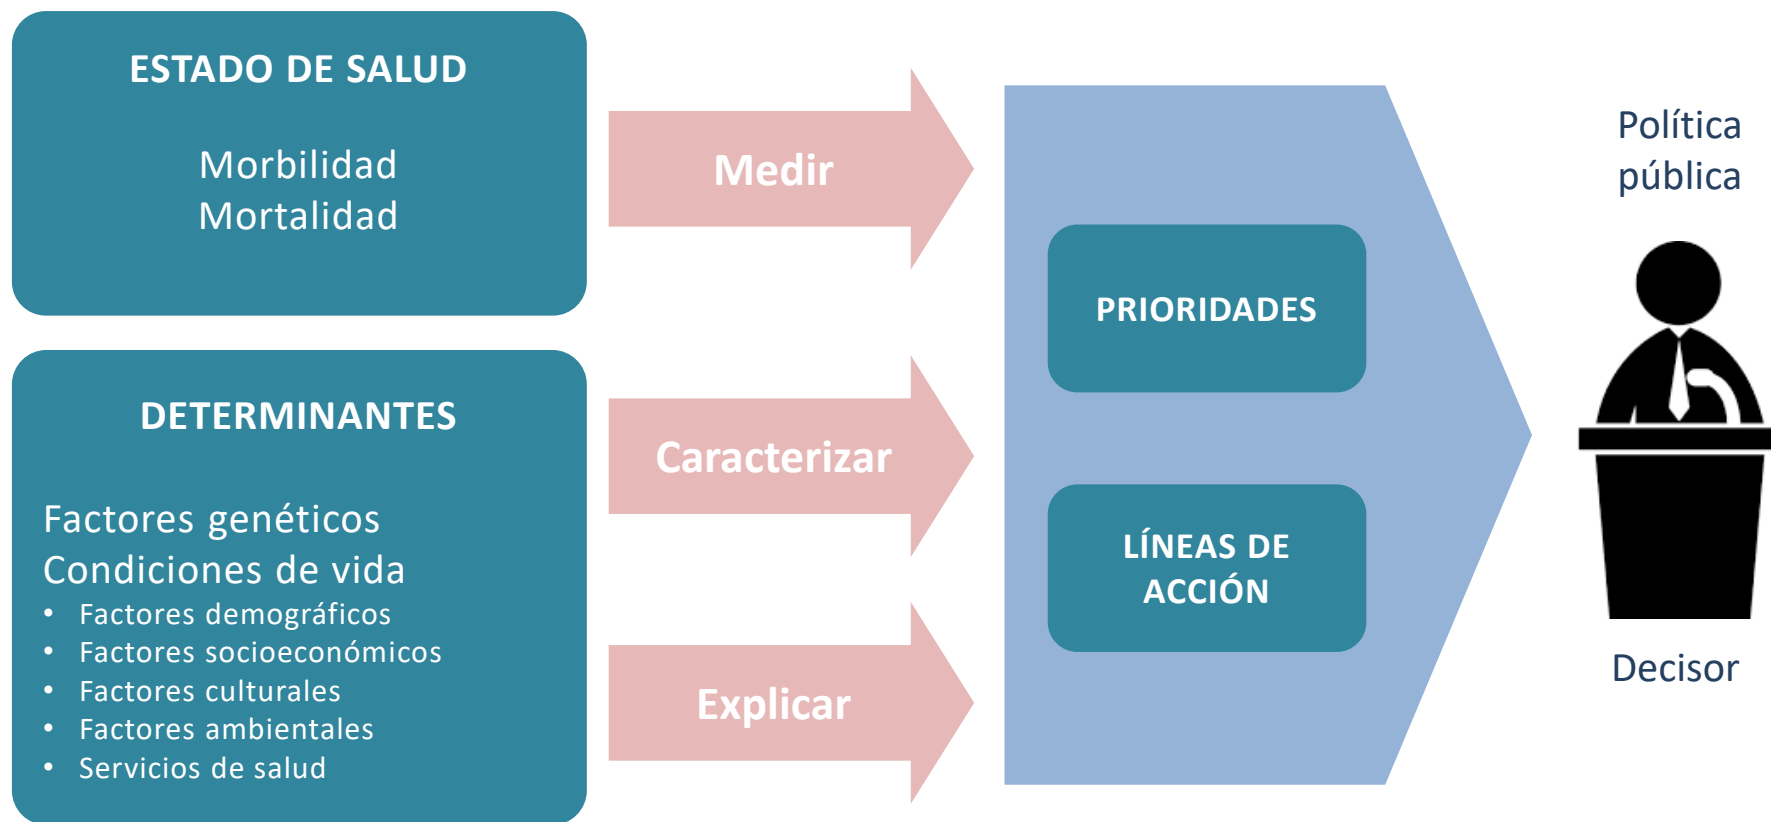 ESTADO DE SALUD
Morbilidad
Mortalidad
DETERMINANTES
Factores genéticos
Condiciones de vida
• Factores demográficos
• Factores socioeconómicos
• Factores culturales
• Factores ambientales
• Servicios de salud
Medir
Caracterizar
Explicar
PRIORIDADES
LÍNEAS DE
ACCIÓN
Política
pública
Decisor